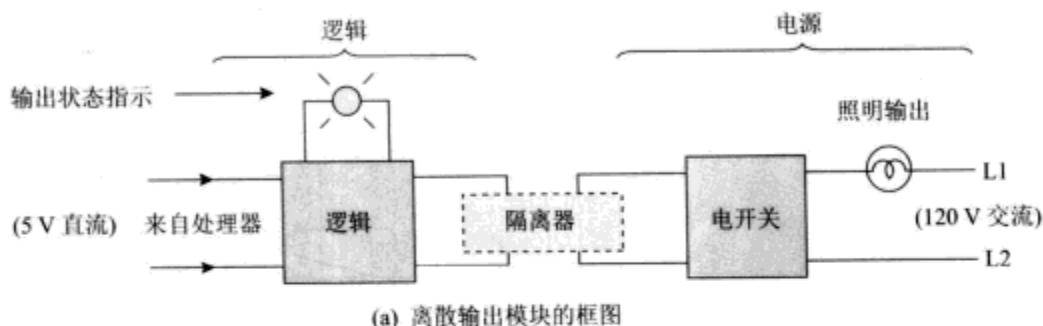 逻辑
电源
输出状态指示
照明输出
L1
(5 V 直流) 来自处理器
逻辑
隔离器
电开关
(120 V 交流)
L2
(a) 离散输出模块的框图